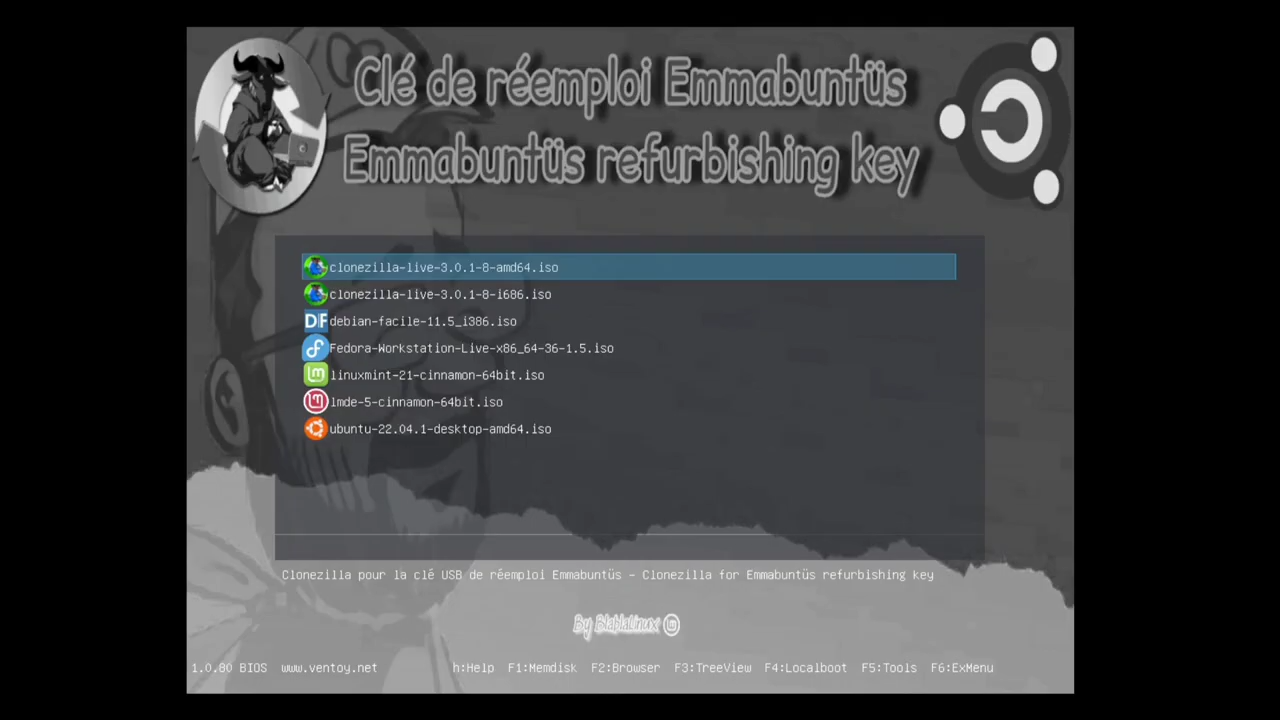 Clé de réemploi Emmabuntüs
Emmabuntüs refurbishing key
clonezilla-live-3.0.1-8-amd64.iso
clonezilla-live-3.0.1-8-i686.iso
DF debian-facile-11.5_i386.iso
Fedora-Workstation-Live-x86_64-36-1.5.iso
linuxmint-21-cinnamon-64bit.iso
lmde-5-cinnamon-64bit.iso
ubuntu-22.04.1-desktop-amd64.iso
Clonezilla pour la clé USB de réemploi Emmabuntüs - Clonezilla for Emmabuntüs refurbishing key
By Blablalinux
1.0.80 BIOS www.ventoy.net h:Help F1:Memdisk F2:Browser F3:TreeView F4:Localboot F5:Tools F6:ExMenu